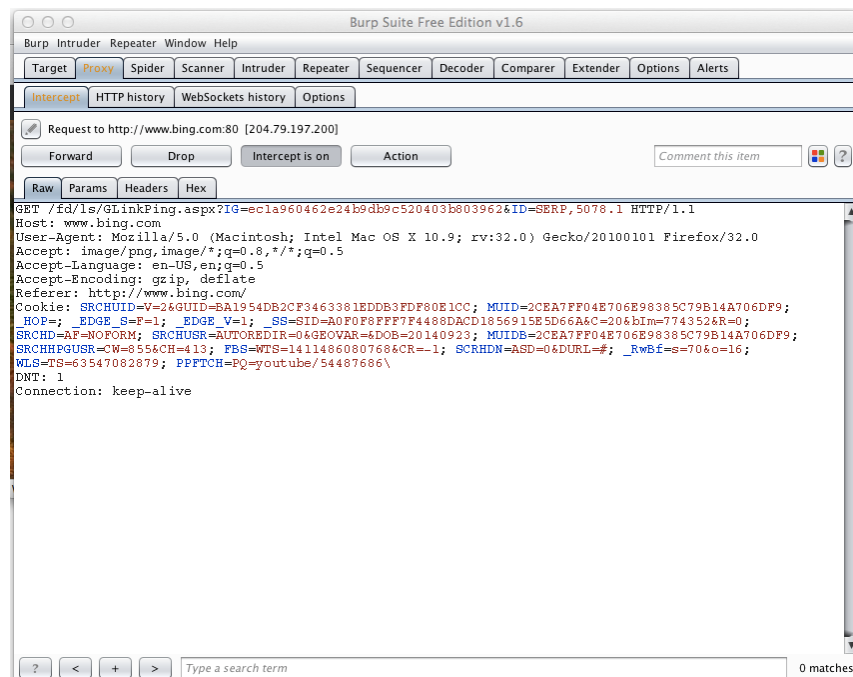 Burp Suite Free Edition v1.6
Burp Intruder Repeater Window Help
Target Proxy Spider Scanner Intruder Repeater Sequencer Decoder Comparer Extender Options Alerts
Intercept HTTP history WebSockets history Options
Request to http://www.bing.com:80 [204.79.197.200]
Forward Drop Intercept is on Action Comment this item ?
Raw Params Headers Hex
GET /fd/ls/GLinkPing.aspx?IG=ec1a960462e24b9db9c520403b803962&ID=SERP,5078.1 HTTP/1.1
Host: www.bing.com
User-Agent: Mozilla/5.0 (Macintosh; Intel Mac OS X 10.9; rv:32.0) Gecko/20100101 Firefox/32.0
Accept: image/png,image/*;q=0.8,*/*;q=0.5
Accept-Language: en-US,en;q=0.5
Accept-Encoding: gzip, deflate
Referer: http://www.bing.com/
Cookie: SRCHUID=V=2&GUID=BA1954DB2CF3463381EDDB3FDF80E1CC; MUID=2CEA7FF04E706E98385C79B14A706DF9;
_HOP=; _EDGE_S=F=1; _EDGE_V=1; _SS=SID=A0F0F8FFF7F4488DACD1856915E5D66A&C=20&bIm=774352&R=0;
SRCHD=AF=NOFORM; SRCHUSR=AUTOREDIR=0&GEOVAR=&DOB=20140923; MUIDB=2CEA7FF04E706E98385C79B14A706DF9;
SRCHHPGUSR=CW=855&CH=413; FBS=WTS=1411486080768&CR=-1; SCRHDN=ASD=0&DURL=#; _RwBf=s=70&o=16;
WLS=TS=63547082879; PPFTCH=PQ=youtube/54487686\
DNT: 1
Connection: keep-alive
? < + > Type a search term 0 matches